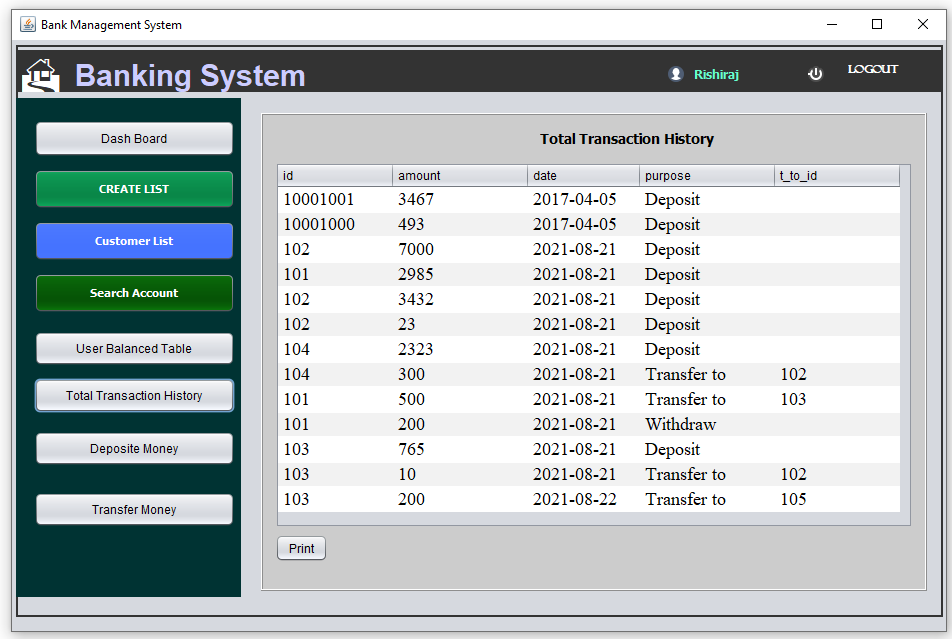 Bank Management System
Banking System
Rishiraj
LOGOUT
Dash Board
CREATE LIST
Customer List
Search Account
User Balanced Table
Total Transaction History
Deposite Money
Transfer Money
Total Transaction History
id amount date purpose t_to_id
10001001 3467 2017-04-05 Deposit
10001000 493 2017-04-05 Deposit
102 7000 2021-08-21 Deposit
101 2985 2021-08-21 Deposit
102 3432 2021-08-21 Deposit
102 23 2021-08-21 Deposit
104 2323 2021-08-21 Deposit
104 300 2021-08-21 Transfer to 102
101 500 2021-08-21 Transfer to 103
101 200 2021-08-21 Withdraw
103 765 2021-08-21 Deposit
103 10 2021-08-21 Transfer to 102
103 200 2021-08-22 Transfer to 105
Print